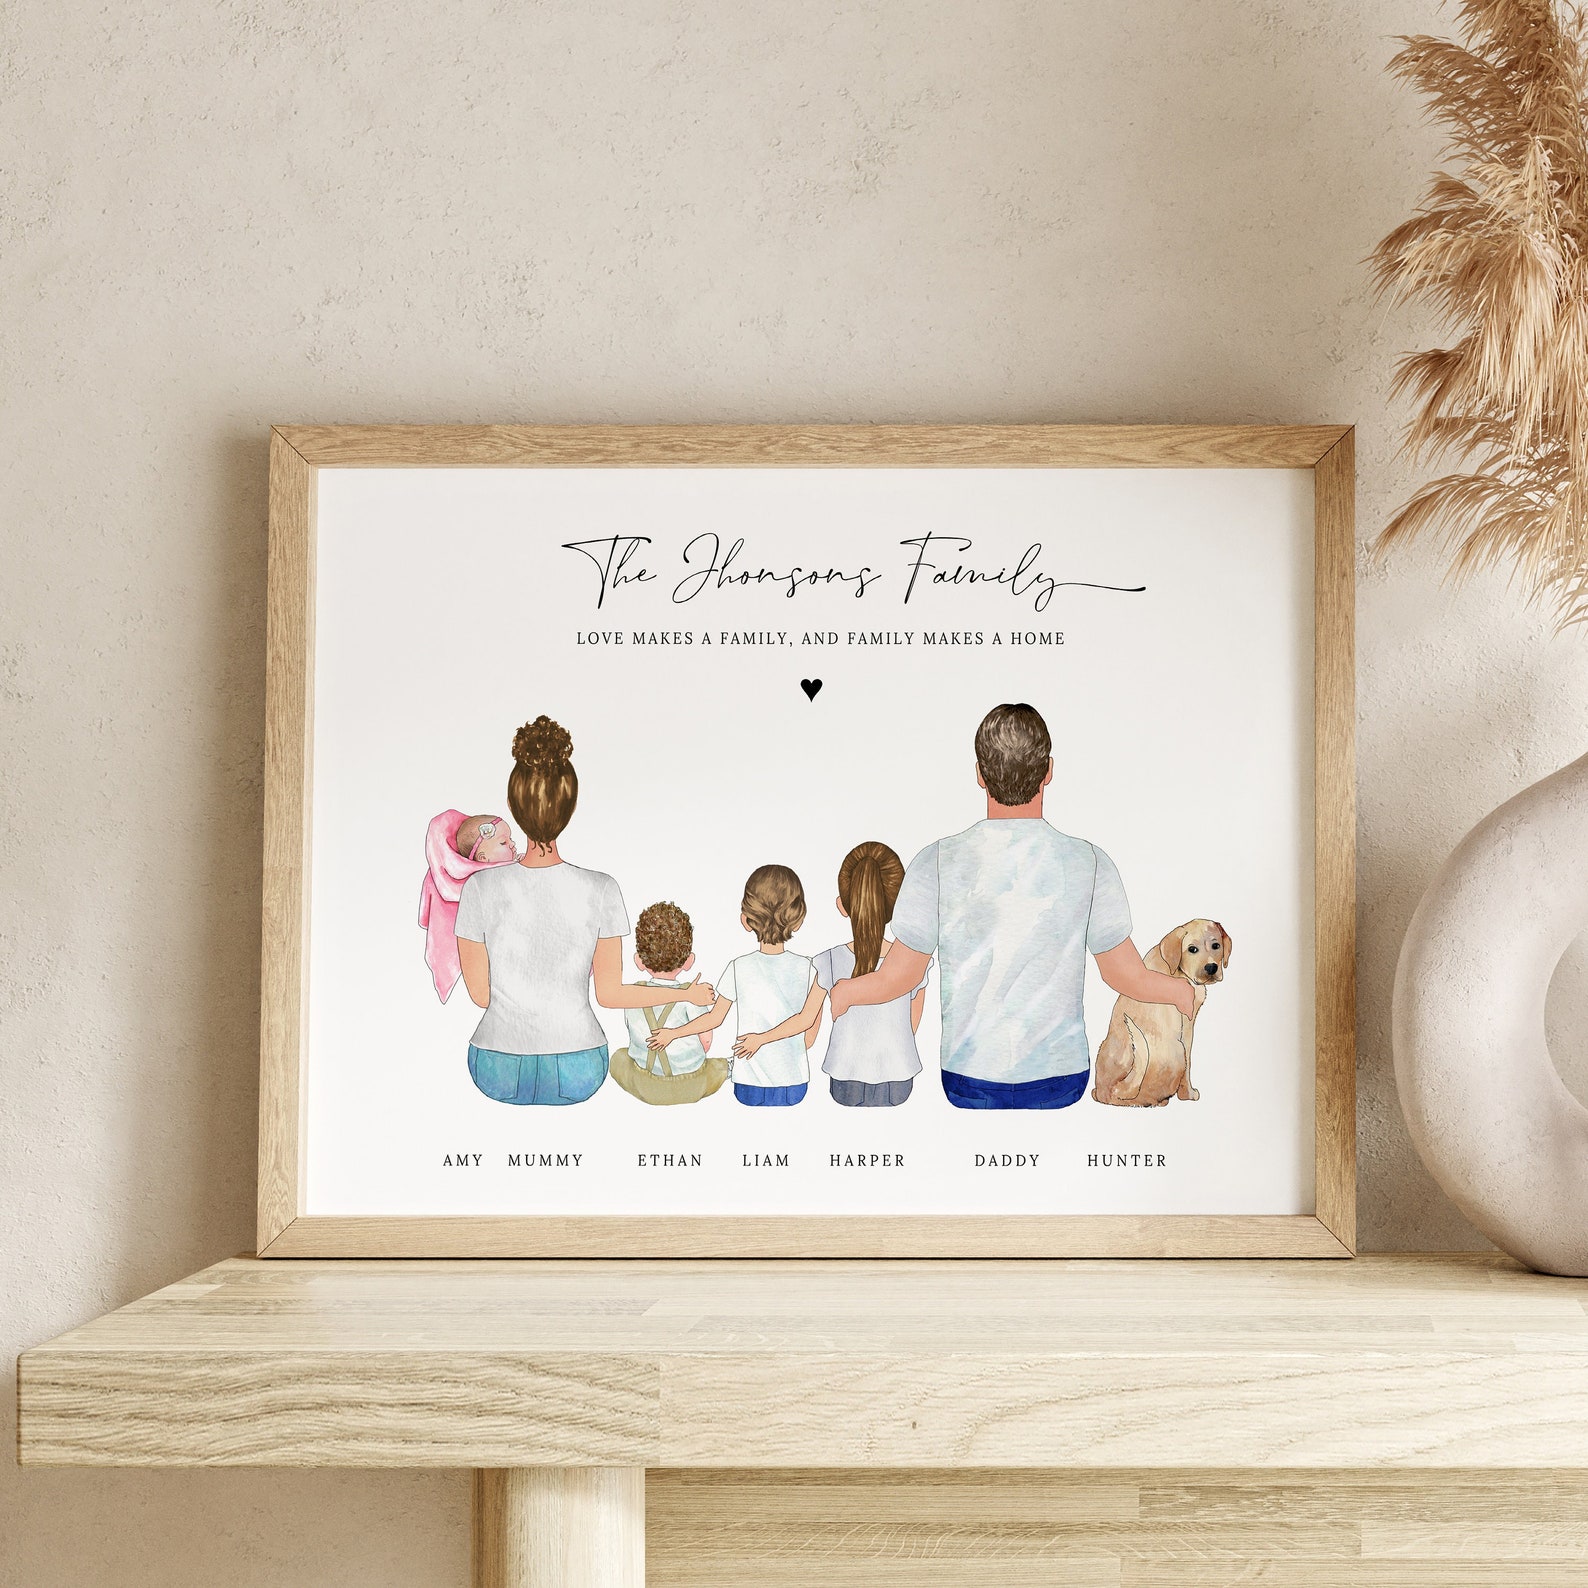 The Jhonsons Family
LOVE MAKES A FAMILY, AND FAMILY MAKES A HOME
AMY MUMMY ETHAN LIAM HARPER DADDY HUNTER